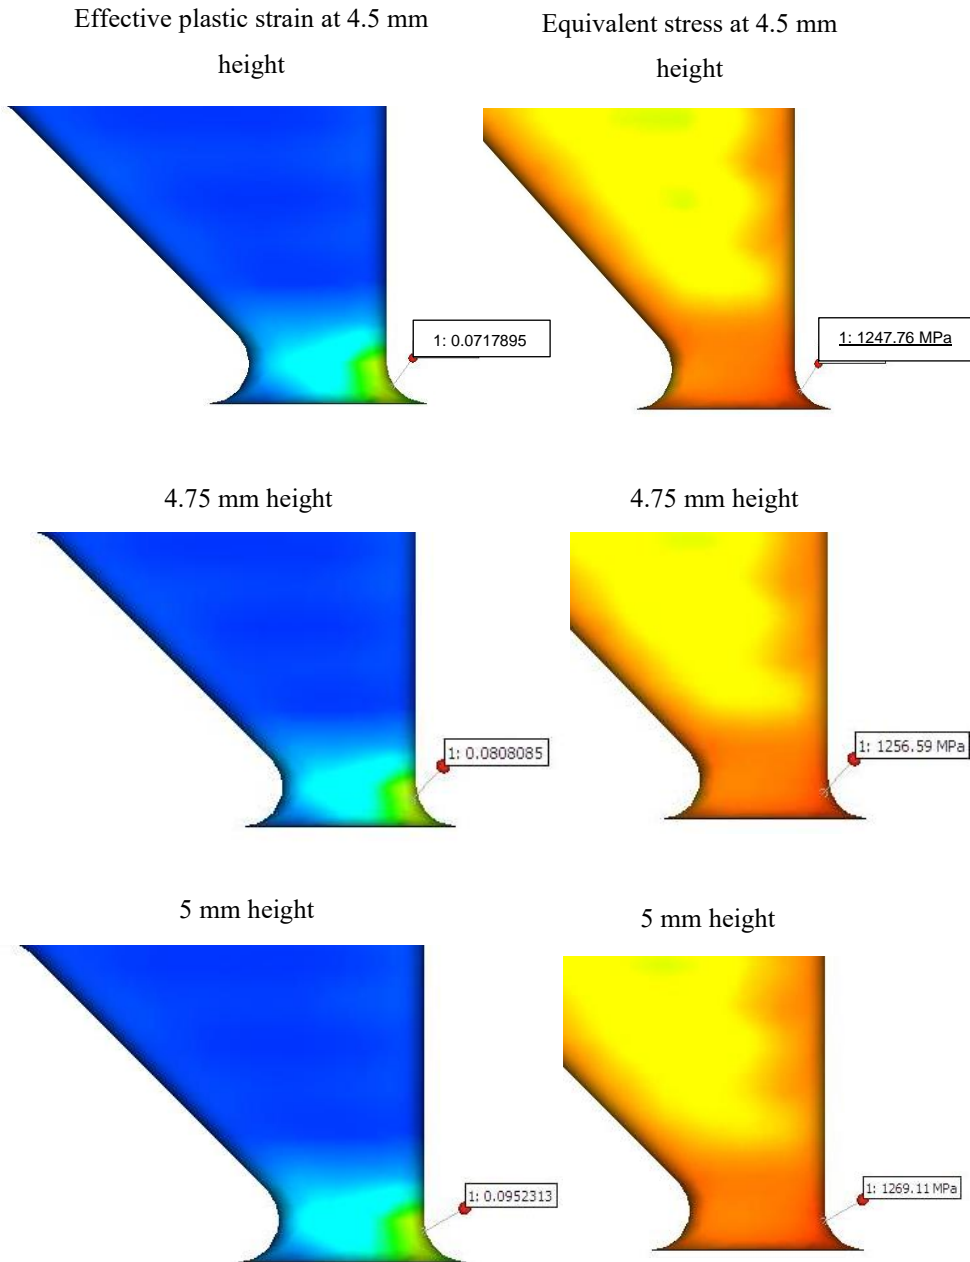 Effective plastic strain at 4.5 mm
height
Equivalent stress at 4.5 mm
height
1: 0.0717895
1: 1247.76 MPa
4.75 mm height
4.75 mm height
1: 0.0808085
1: 1256.59 MPa
5 mm height
5 mm height
1: 0.0952313
1: 1269.11 MPa